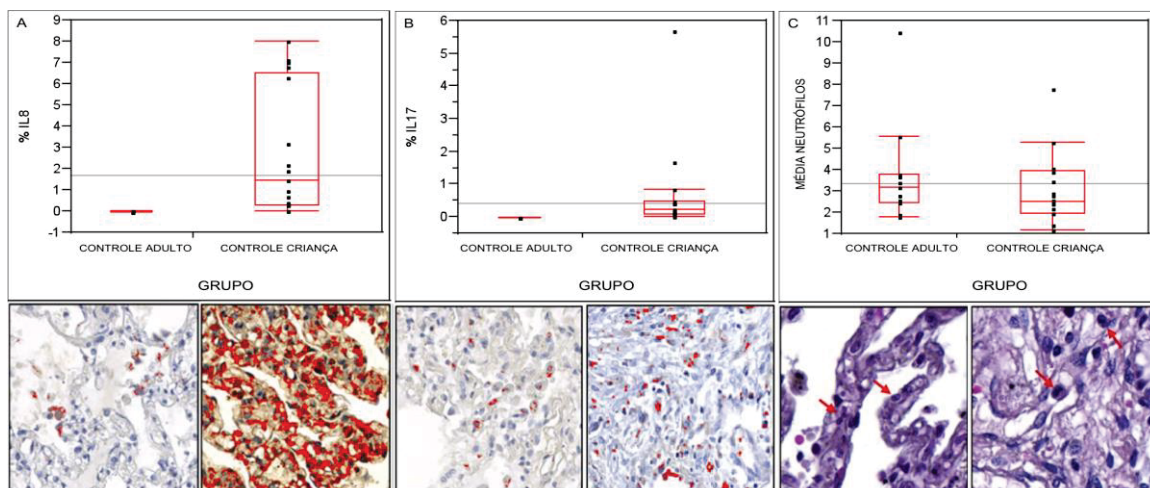 A
9
8
7
6
5
4
3
2
1
0
-1
% IL8
CONTROLE ADULTO
CONTROLE CRIANÇA
GRUPO
B
6
5
4
3
2
1
0
% IL17
CONTROLE ADULTO
CONTROLE CRIANÇA
GRUPO
C
11
10
9
8
7
6
5
4
3
2
1
MÉDIA NEUTRÓFILOS
CONTROLE ADULTO
CONTROLE CRIANÇA
GRUPO